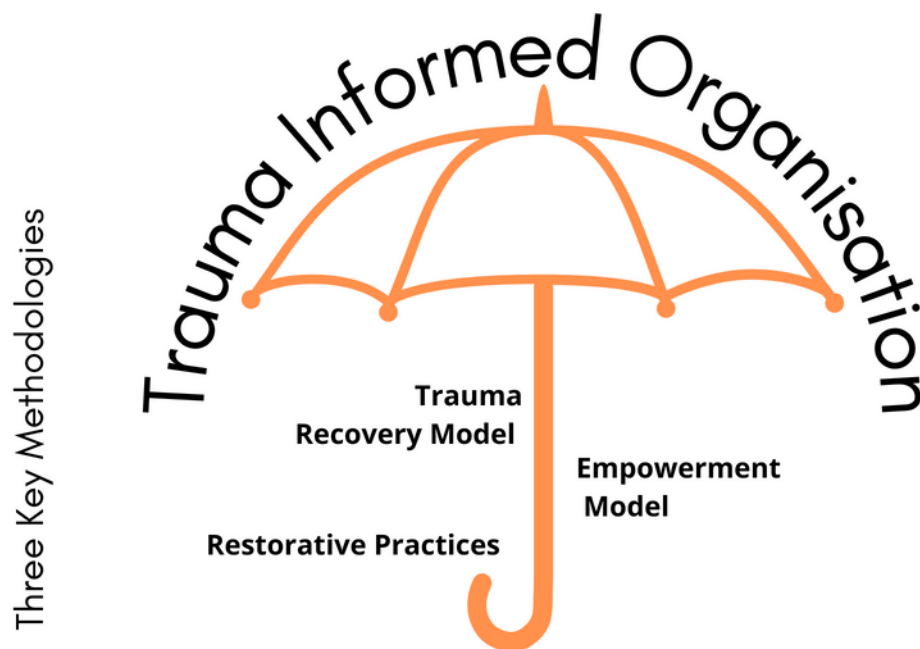 Trauma Informed Organisation
Three Key Methodologies
Trauma
Recovery Model
Empowerment
Model
Restorative Practices